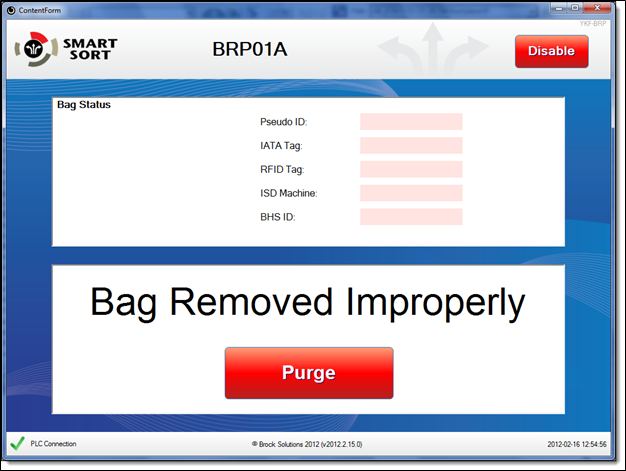 ContentForm
YKF-BRP
SMART
SORT
BRP01A
Disable
Bag Status
Pseudo ID:
IATA Tag:
RFID Tag:
ISD Machine:
BHS ID:
Bag Removed Improperly
Purge
PLC Connection
© Brock Solutions 2012 (v2012.2.15.0)
2012-02-16 12:54:56